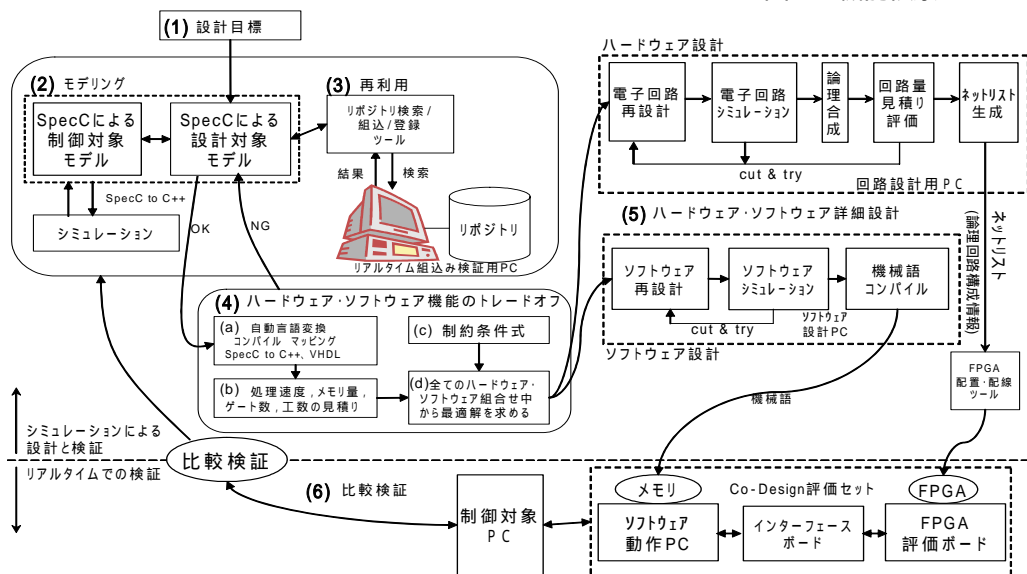 (1) 設計目標
(2) モデリング
SpecCによる
制御対象
モデル
SpecCによる
設計対象
モデル
SpecC to C++
シミュレーション
(3) 再利用
リポジトリ検索/
組込/登録
ツール
結果
検索
リポジトリ
リアルタイム組込み検証用PC
OK
NG
(4) ハードウェア・ソフトウェア機能のトレードオフ
(a) 自動言語変換
コンパイル マッピング
SpecC to C++、VHDL
(b) 処理速度,メモリ量,
ゲート数,工数の見積り
(c) 制約条件式
(d)全てのハードウェア・
ソフトウェア組合せ中
から最適解を求める
ハードウェア設計
電子回路
再設計
電子回路
シミュレーション
論理合成
回路量
見積り
評価
ネットリスト
生成
cut & try
回路設計用PC
(5) ハードウェア・ソフトウェア詳細設計
ソフトウェア
再設計
ソフトウェア
シミュレーション
機械語
コンパイル
cut & try
ソフトウェア
設計PC
ソフトウェア設計
ネットリスト
(論理回路構成情報)
FPGA
配置・配線
ツール
機械語
シミュレーションによる
設計と検証
リアルタイムでの検証
比較検証
(6) 比較検証
制御対象
PC
メモリ
Co-Design評価セット
FPGA
ソフトウェア
動作PC
インターフェース
ボード
FPGA
評価ボード